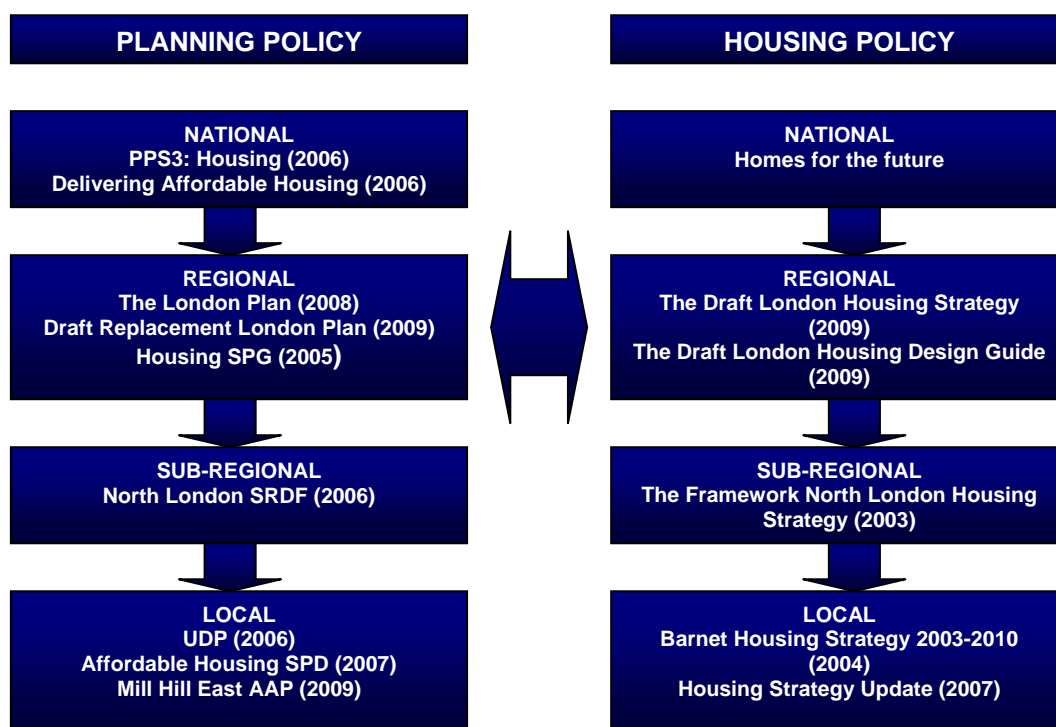 PLANNING POLICY
NATIONAL
PPS3: Housing (2006)
Delivering Affordable Housing (2006)
REGIONAL
The London Plan (2008)
Draft Replacement London Plan (2009)
Housing SPG (2005)
SUB-REGIONAL
North London SRDF (2006)
LOCAL
UDP (2006)
Affordable Housing SPD (2007)
Mill Hill East AAP (2009)
HOUSING POLICY
NATIONAL
Homes for the future
REGIONAL
The Draft London Housing Strategy
(2009)
The Draft London Housing Design Guide
(2009)
SUB-REGIONAL
The Framework North London Housing
Strategy (2003)
LOCAL
Barnet Housing Strategy 2003-2010
(2004)
Housing Strategy Update (2007)